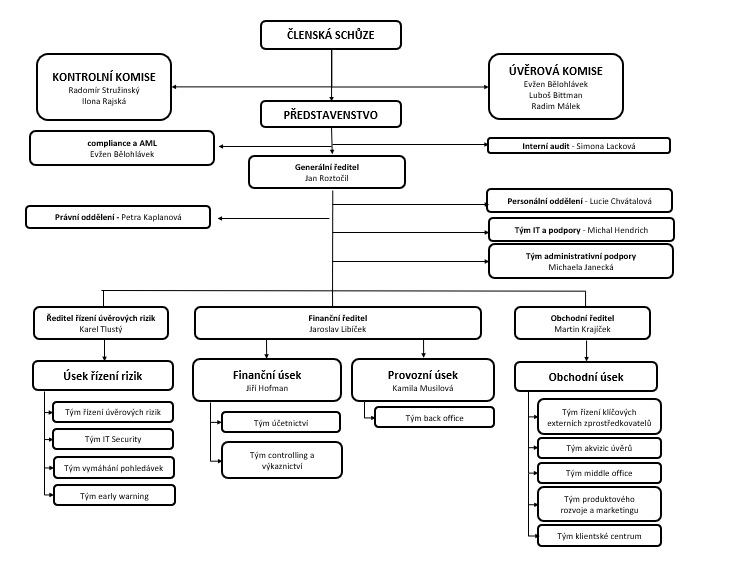 ČLENSKÁ SCHŮZE
KONTROLNÍ KOMISE
Radomír Stružinský
Ilona Rajská
ÚVĚROVÁ KOMISE
Evžen Bělohlávek
Luboš Bittman
Radim Málek
PŘEDSTAVENSTVO
compliance a AML
Evžen Bělohlávek
Interní audit - Simona Lacková
Generální ředitel
Jan Roztočil
Personální oddělení - Lucie Chvátalová
Právní oddělení - Petra Kaplanová
Tým IT a podpory - Michal Hendrich
Tým administrativní podpory
Michaela Janecká
Ředitel řízení úvěrových rizik
Karel Tlustý
Finanční ředitel
Jaroslav Libíček
Obchodní ředitel
Martin Krajíček
Úsek řízení rizik
Finanční úsek
Jiří Hofman
Provozní úsek
Kamila Musilová
Obchodní úsek
Tým řízení úvěrových rizik
Tým IT Security
Tým vymáhání pohledávek
Tým early warning
Tým účetnictví
Tým controlling a
výkaznictví
Tým back office
Tým řízení klíčových
externích zprostředkovatelů
Tým akvizic úvěrů
Tým middle office
Tým produktového
rozvoje a marketingu
Tým klientské centrum